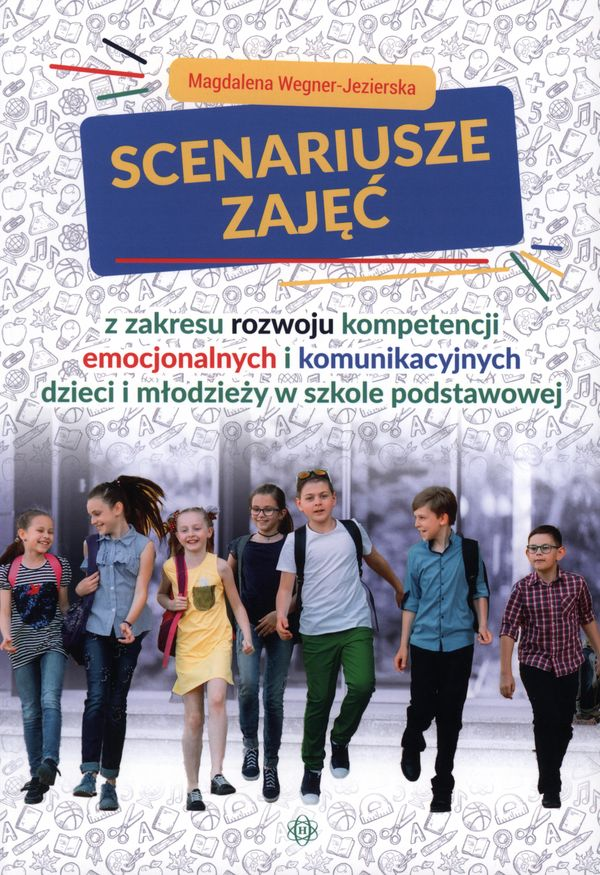 Magdalena Wegner-Jezierska
SCENARIUSZE
ZAJĘĆ
z zakresu rozwoju kompetencji
emocjonalnych i komunikacyjnych
dzieci i młodzieży w szkole podstawowej
H